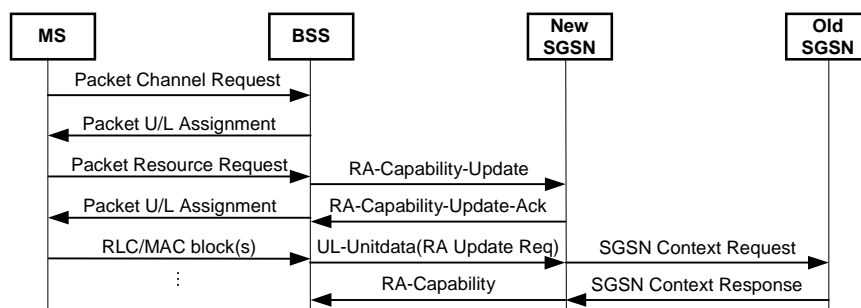 MS
BSS
New
SGSN
Old
SGSN
Packet Channel Request
Packet U/L Assignment
Packet Resource Request
RA-Capability-Update
Packet U/L Assignment
RA-Capability-Update-Ack
RLC/MAC block(s)
UL-Unitdata(RA Update Req)
SGSN Context Request
⋮
RA-Capability
SGSN Context Response